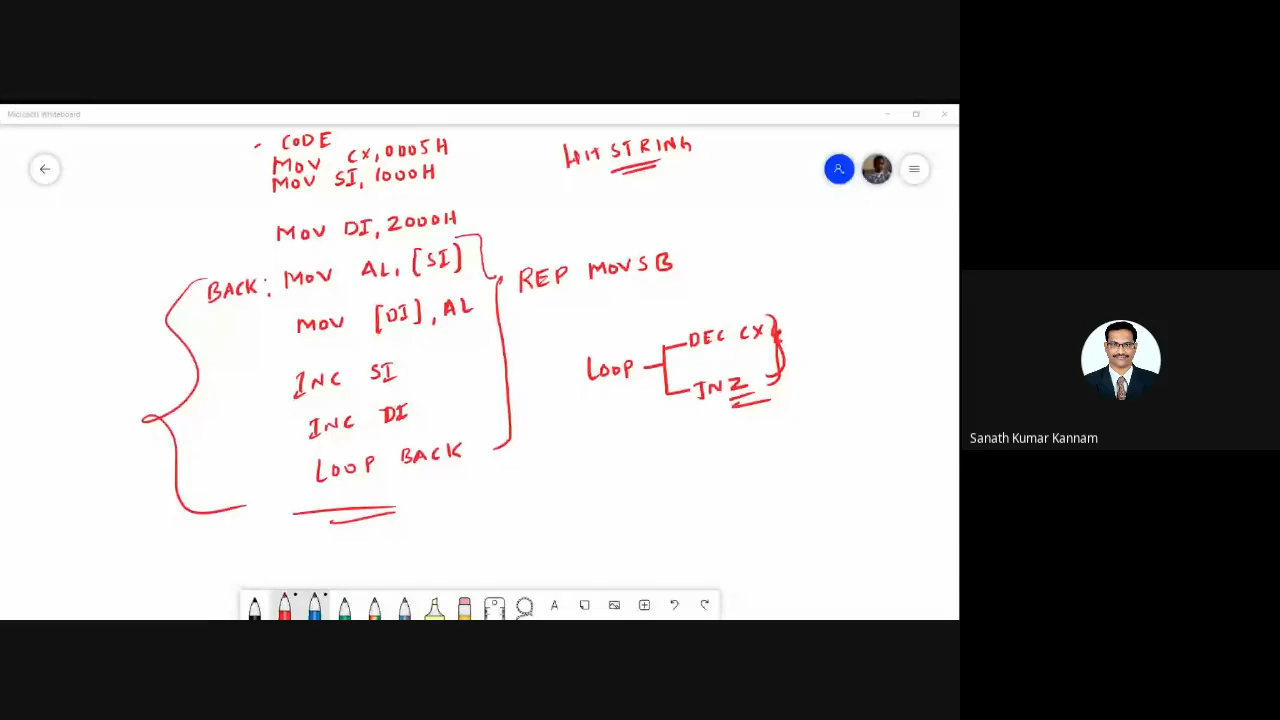 Microsoft Whiteboard
. CODE
MOV CX, 0005H
MOV SI, 1000H
MOV DI, 2000H
BACK: MOV AL, [SI]
MOV [DI], AL
INC SI
INC DI
LOOP BACK
STRING
REP MOVSB
LOOP
DEC CX
JNZ
A
Sanath Kumar Kannam